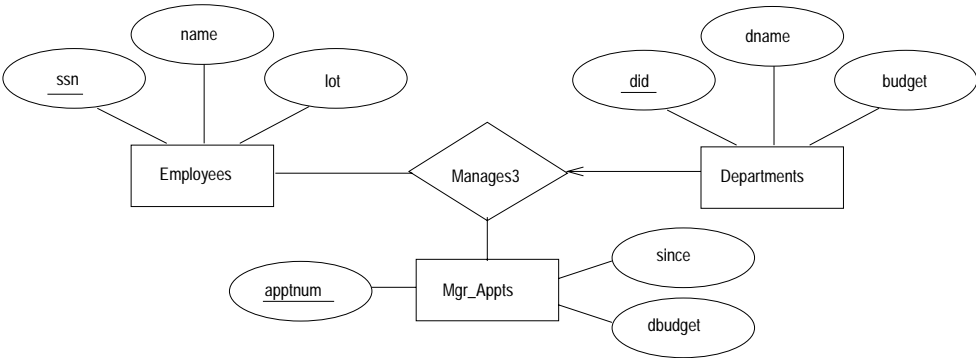 name
ssn
lot
Employees
dname
did
budget
Departments
Manages3
apptnum
Mgr_Appts
since
dbudget